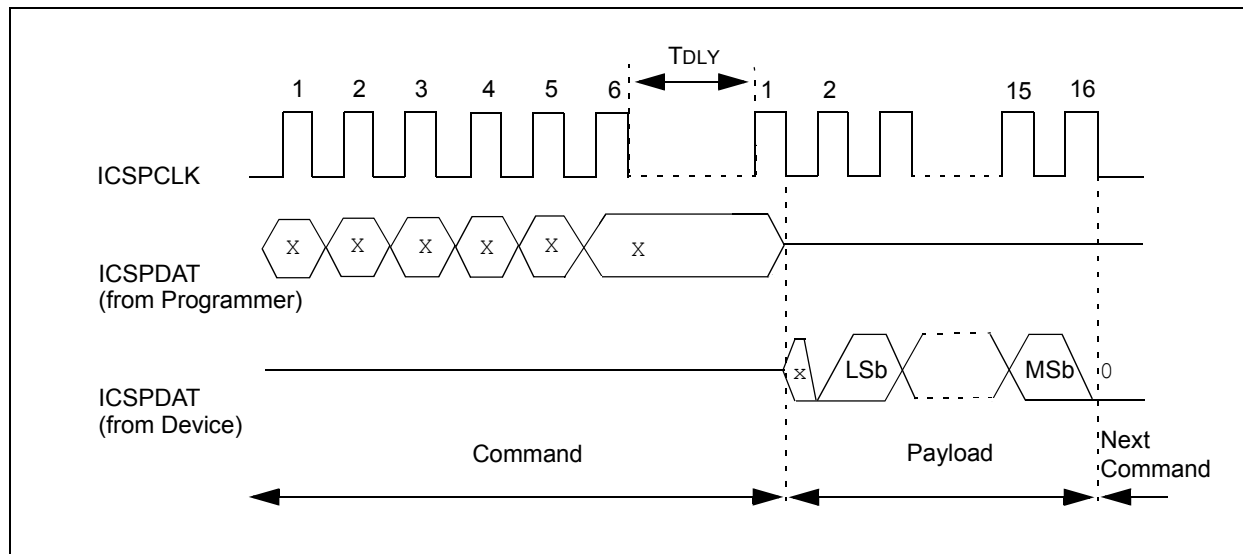 TDLY
1 2 3 4 5 6 1 2 15 16
ICSPCLK
X X X X X X
ICSPDAT
(from Programmer)
x LSb MSb 0
ICSPDAT
(from Device)
Command
Payload
Next
Command